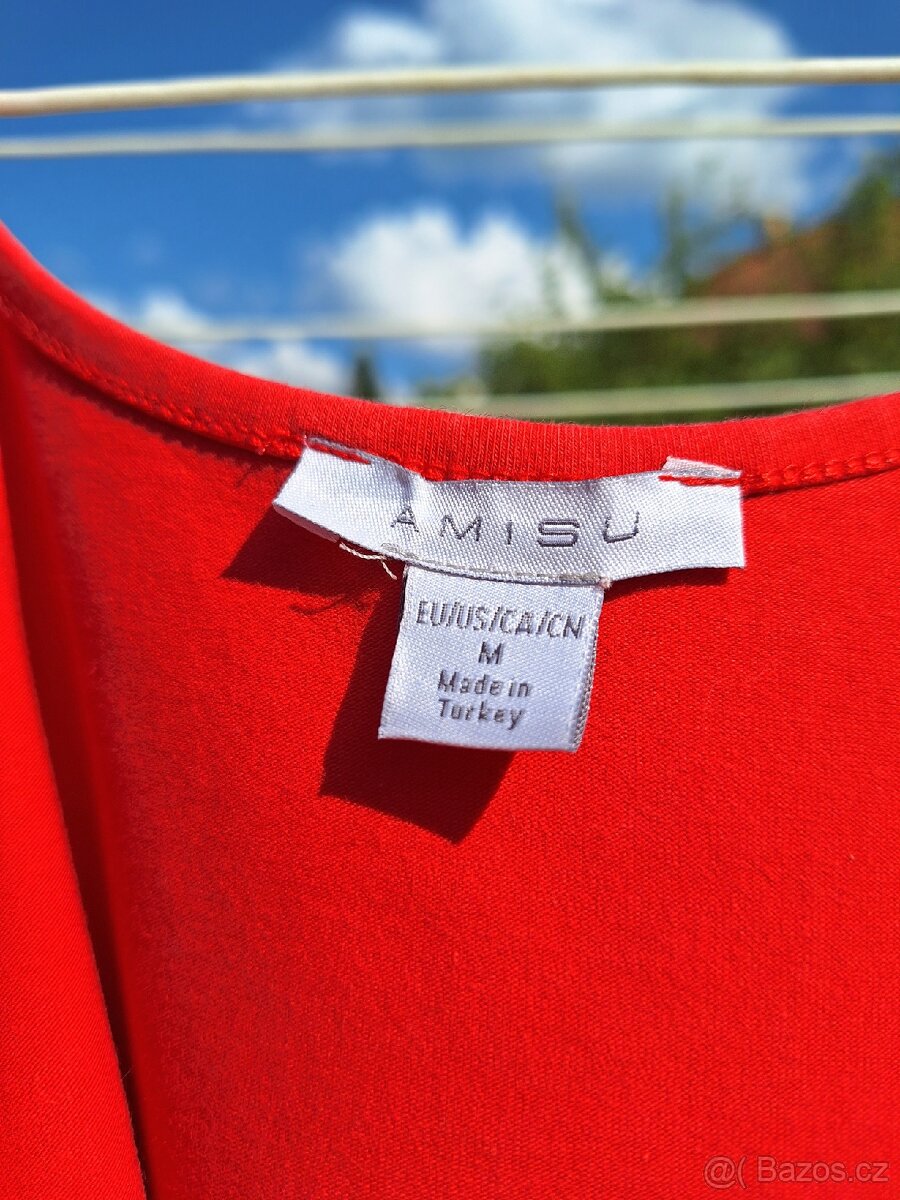 AMISU
EU/US/CA/CN
M
Made in
Turkey
@( Bazos.cz